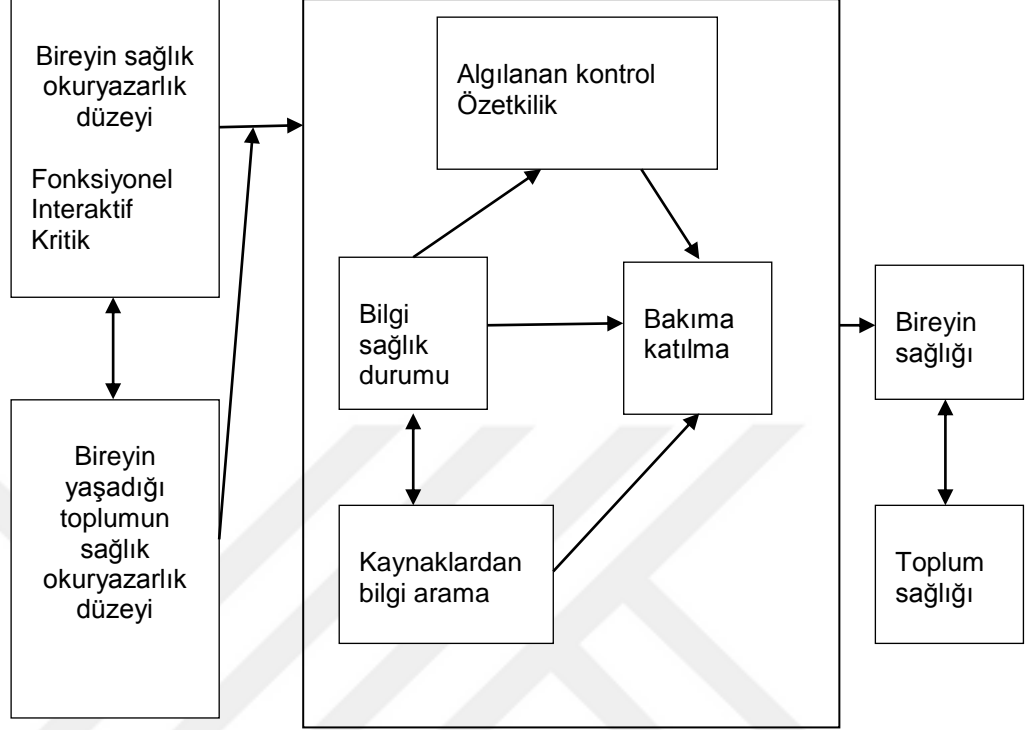 Bireyin sağlık
okuryazarlık
düzeyi
Fonksiyonel
Interaktif
Kritik
Bireyin
yaşadığı
toplumun
sağlık
okuryazarlık
düzeyi
Algılanan kontrol
Özetkilik
Bilgi
sağlık
durumu
Bakıma
katılma
Kaynaklardan
bilgi arama
Bireyin
sağlığı
Toplum
sağlığı